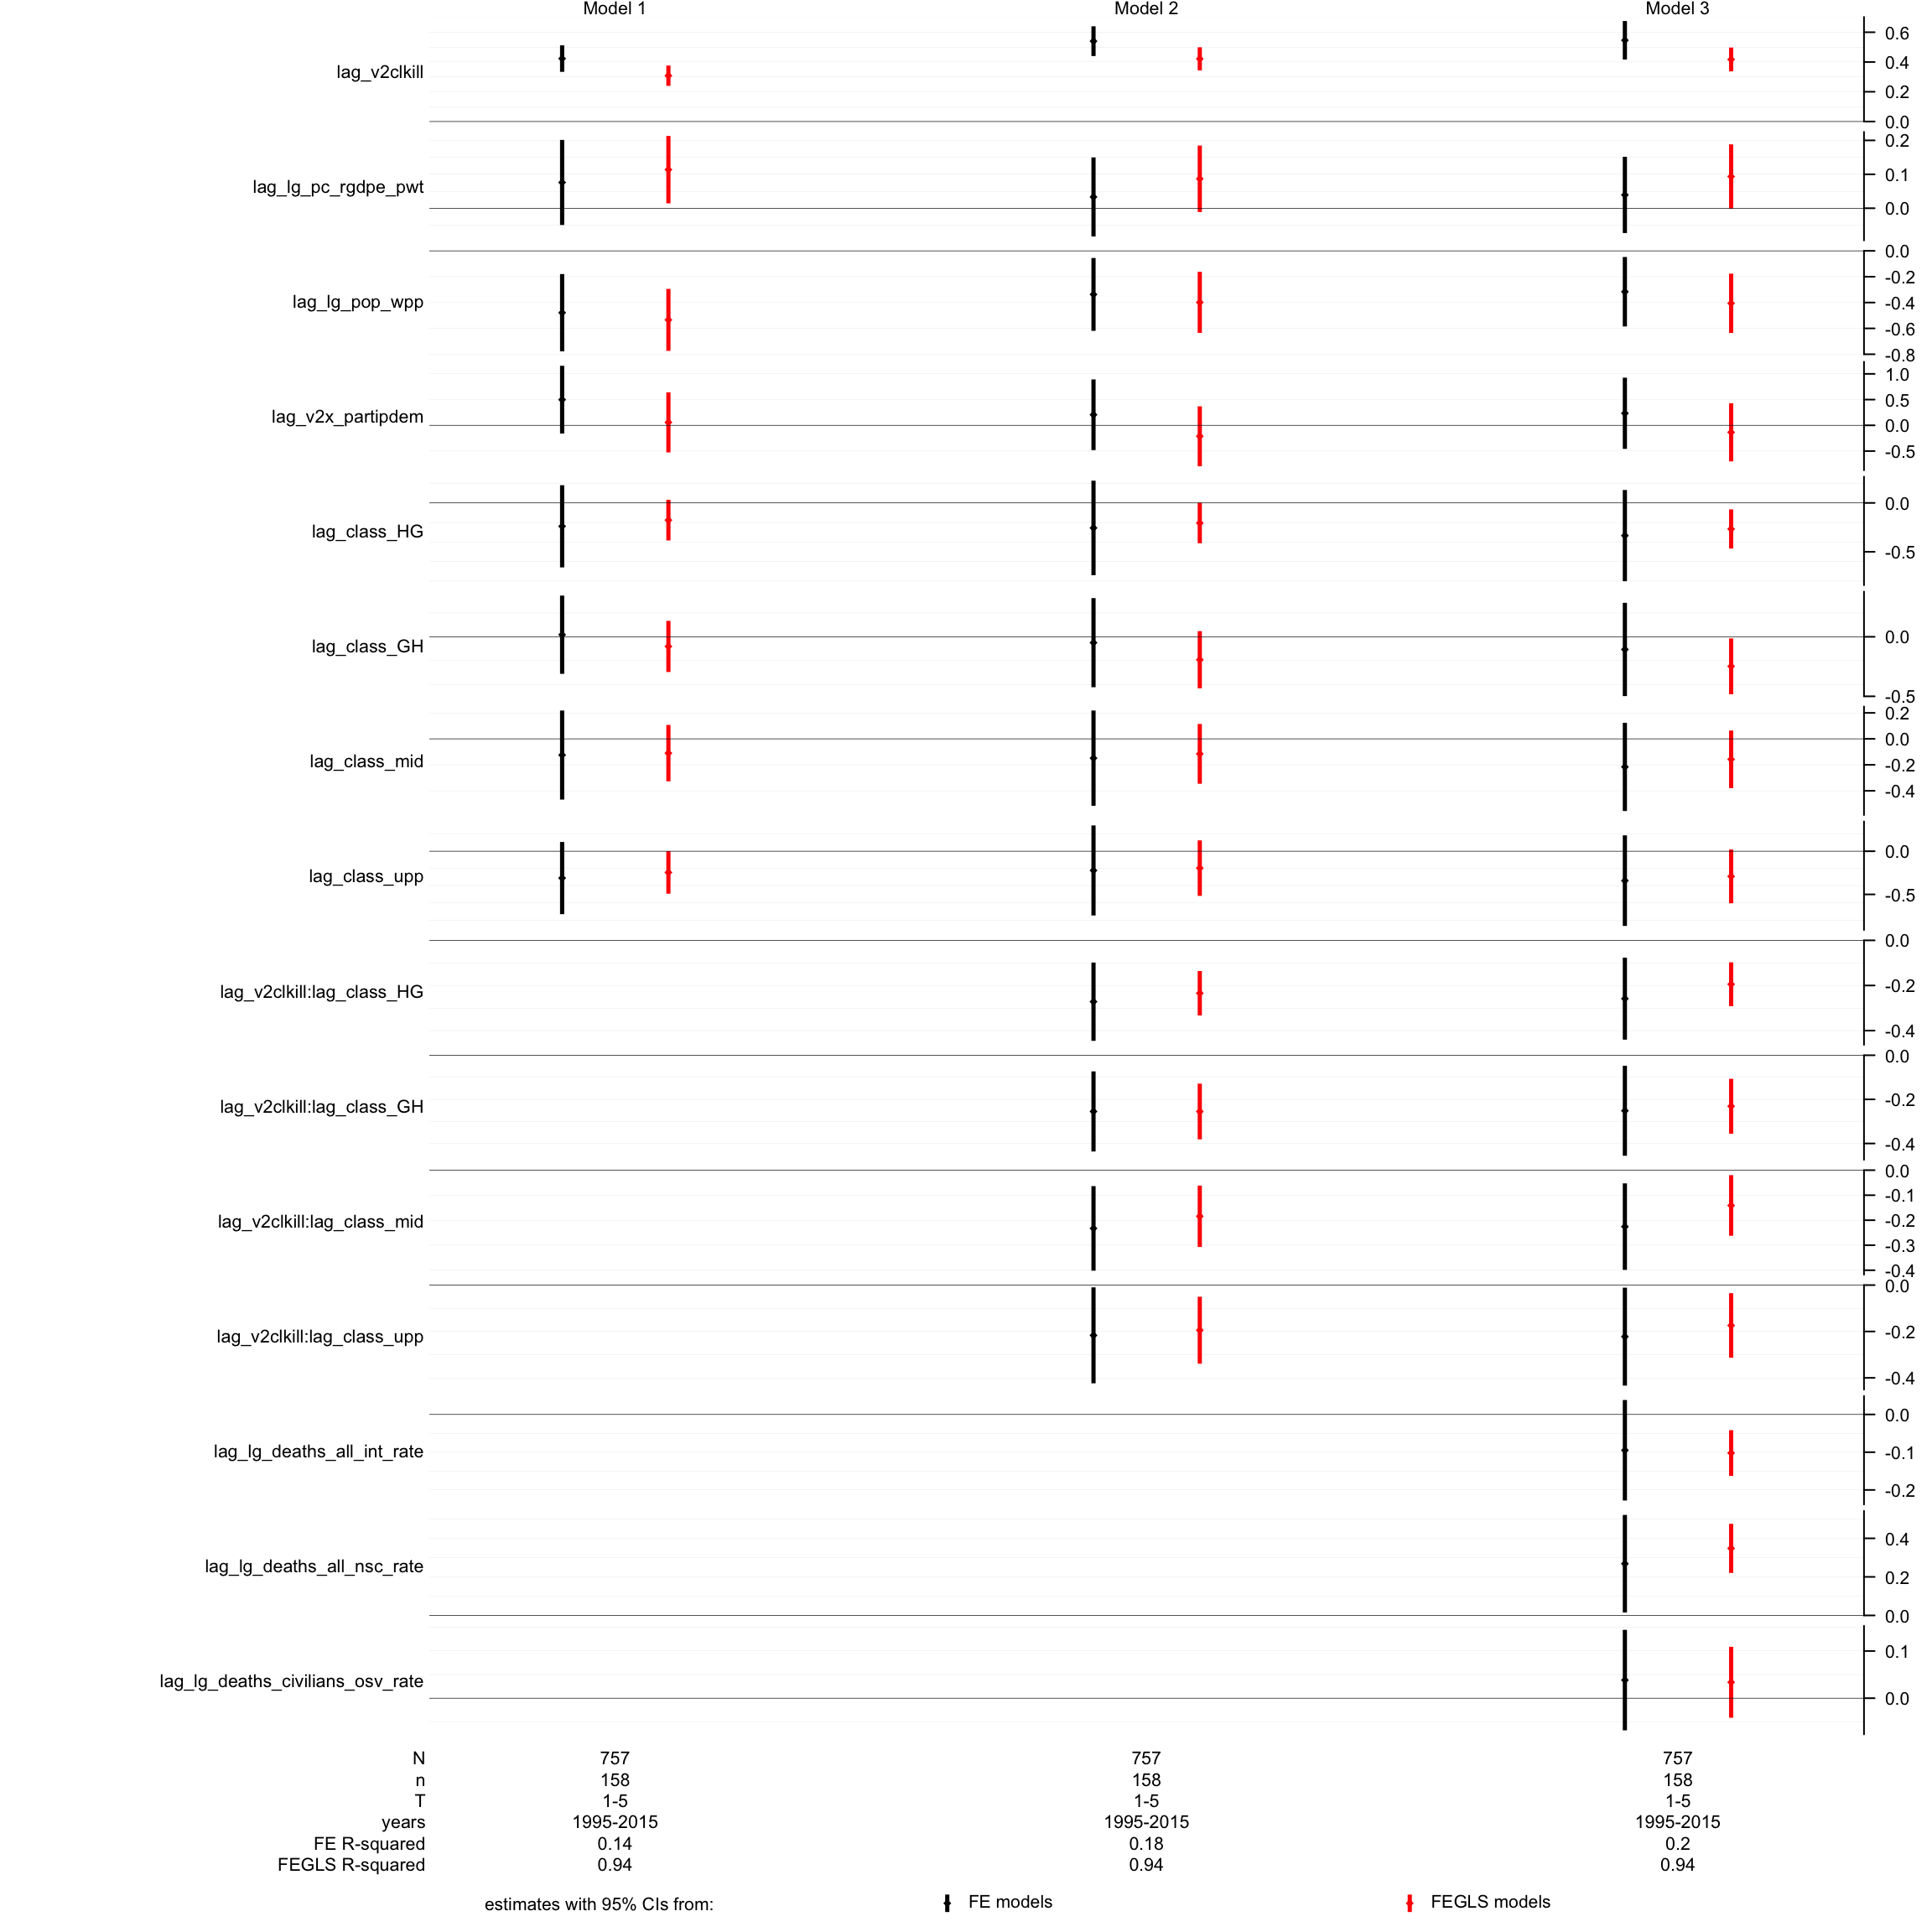 Model 1 Model 2 Model 3
lag_v2clkill
0.6
0.4
0.2
0.0
lag_lg_pc_rgdpe_pwt
0.2
0.1
0.0
lag_lg_pop_wpp
0.0
-0.2
-0.4
-0.6
-0.8
lag_v2x_partipdem
1.0
0.5
0.0
-0.5
lag_class_HG
0.0
-0.5
lag_class_GH
0.0
-0.5
lag_class_mid
0.2
0.0
-0.2
-0.4
lag_class_upp
0.0
-0.5
lag_v2clkill:lag_class_HG
0.0
-0.2
-0.4
lag_v2clkill:lag_class_GH
0.0
-0.2
-0.4
lag_v2clkill:lag_class_mid
0.0
-0.1
-0.2
-0.3
-0.4
lag_v2clkill:lag_class_upp
0.0
-0.2
-0.4
lag_lg_deaths_all_int_rate
0.0
-0.1
-0.2
lag_lg_deaths_all_nsc_rate
0.4
0.2
0.0
lag_lg_deaths_civilians_osv_rate
0.1
0.0
N 757 757 757
n 158 158 158
T 1-5 1-5 1-5
years 1995-2015 1995-2015 1995-2015
FE R-squared 0.14 0.18 0.2
FEGLS R-squared 0.94 0.94 0.94
estimates with 95% CIs from: FE models FEGLS models